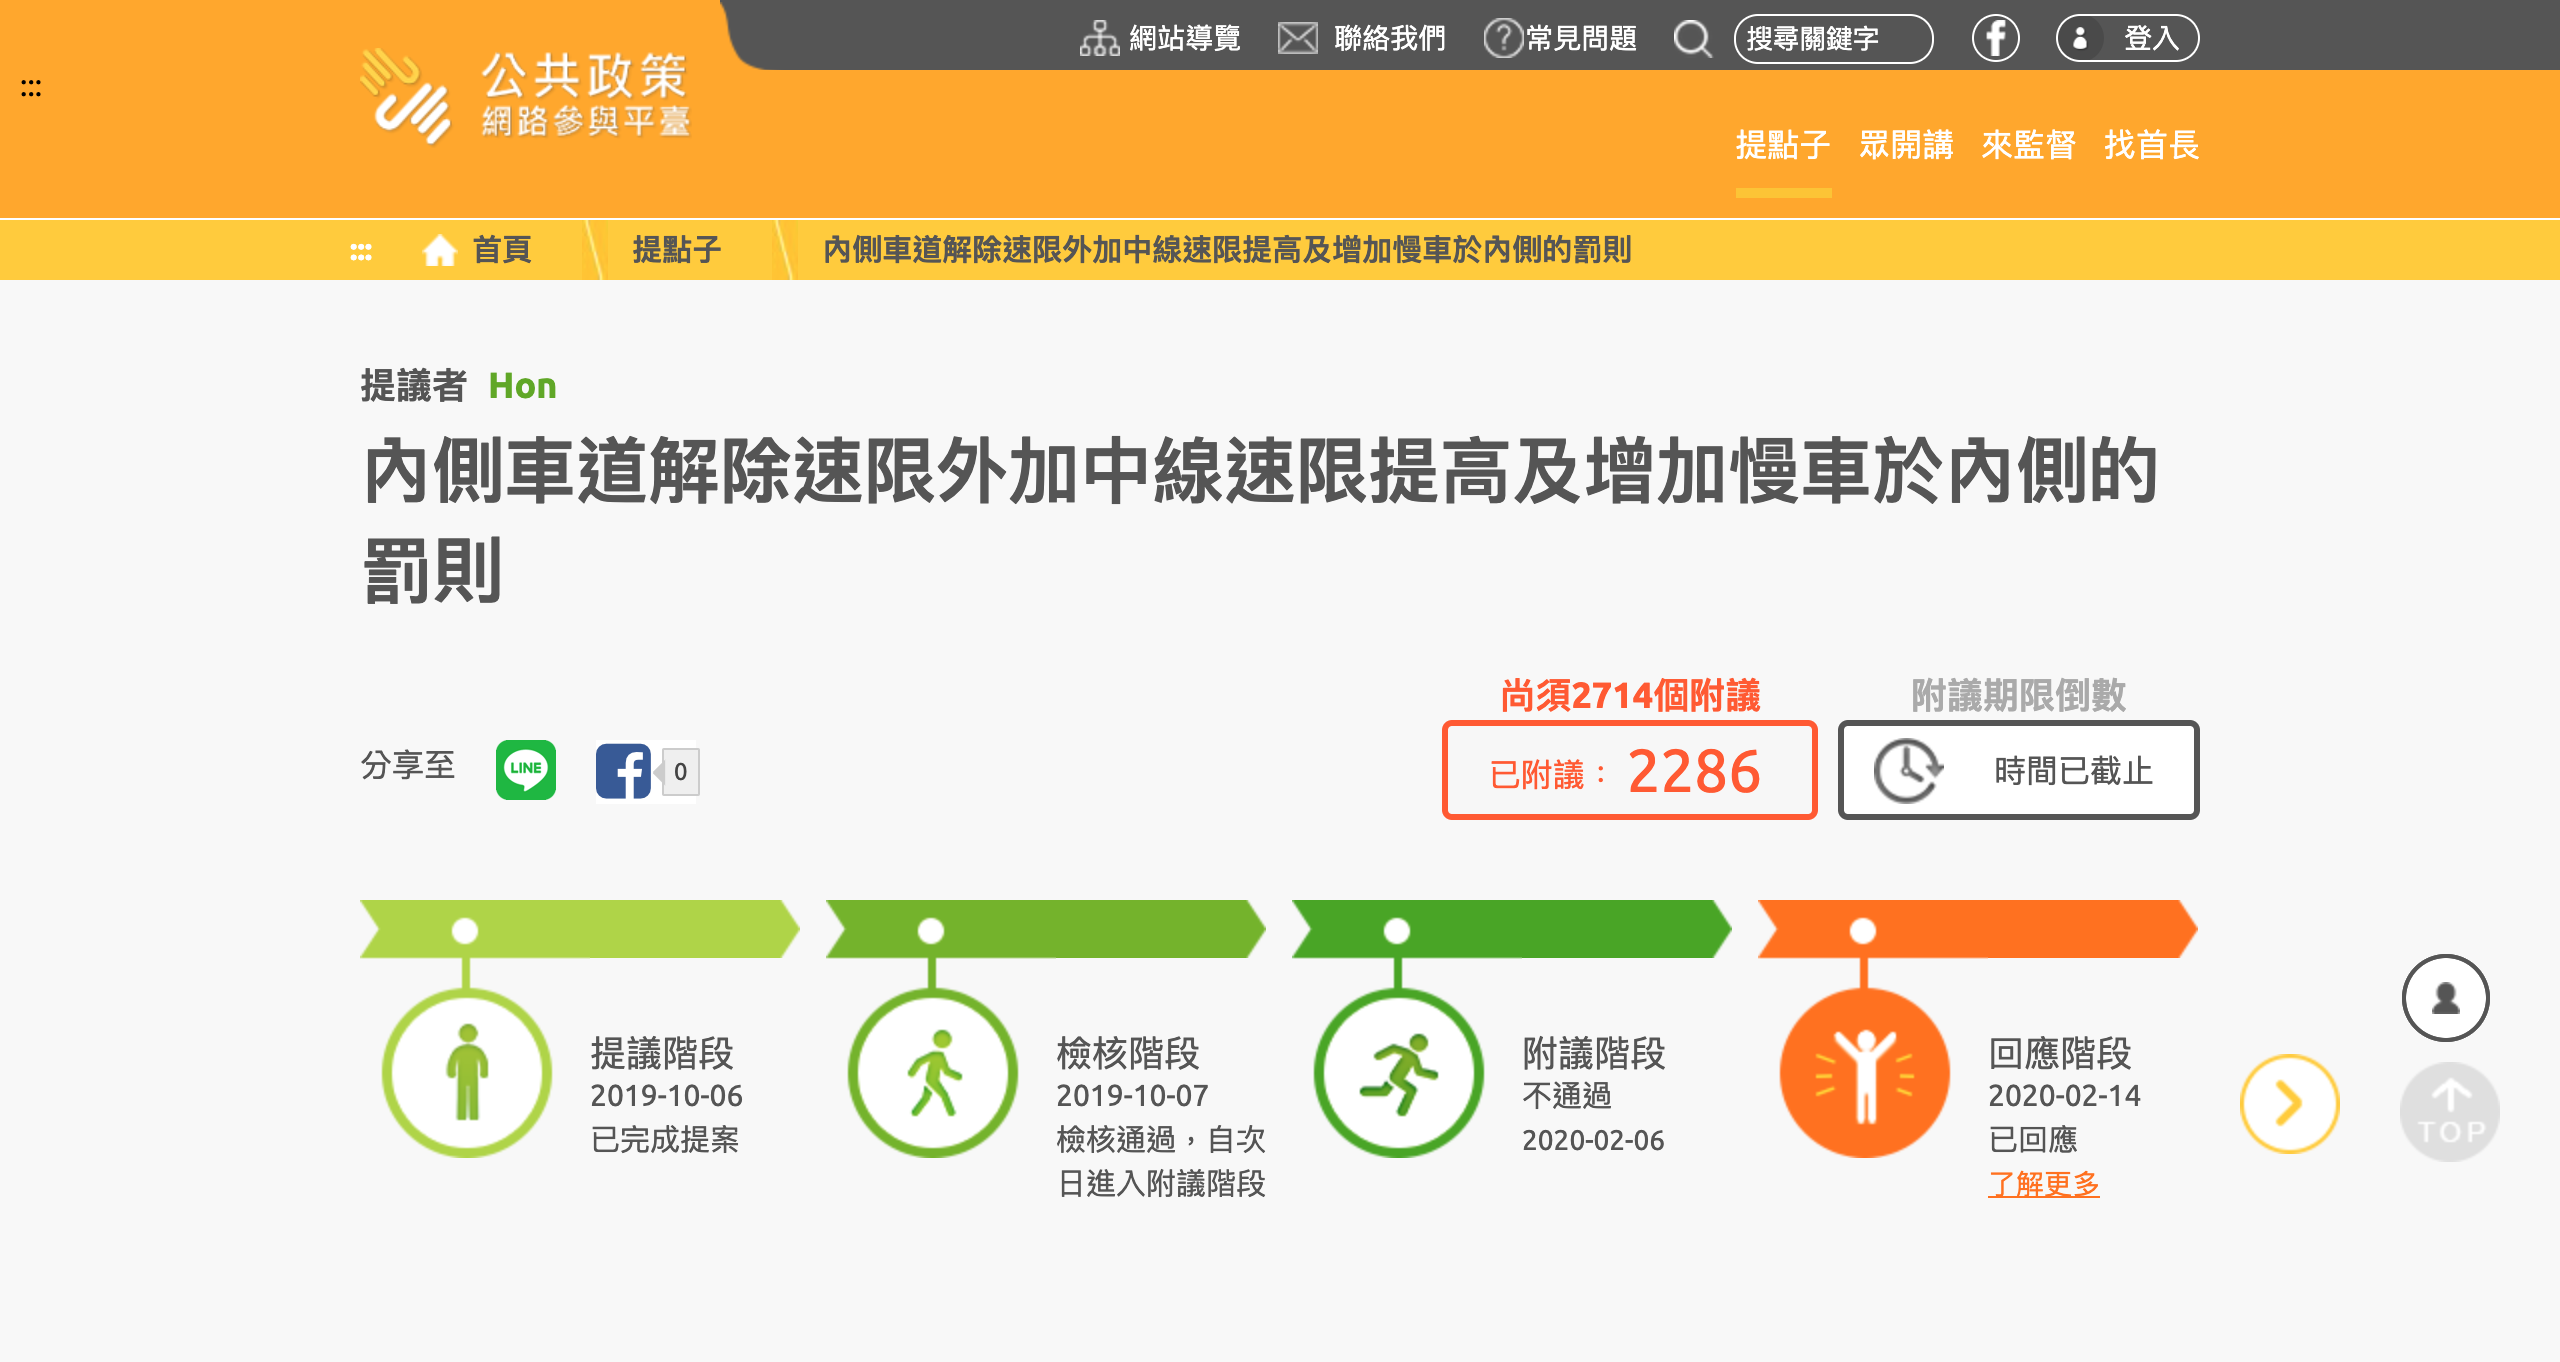 網站導覽 聯絡我們 常見問題 搜尋關鍵字 登入
公共政策
網路參與平臺
提點子 眾開講 來監督 找首長
首頁 提點子 內側車道解除速限外加中線速限提高及增加慢車於內側的罰則
提議者 Hon
內側車道解除速限外加中線速限提高及增加慢車於內側的
罰則
尚須2714個附議 附議期限倒數
分享至 LINE 0 已附議: 2286 時間已截止
提議階段
2019-10-06
已完成提案
檢核階段
2019-10-07
檢核通過，自次
日進入附議階段
附議階段
不通過
2020-02-06
回應階段
2020-02-14
已回應
了解更多
TOP